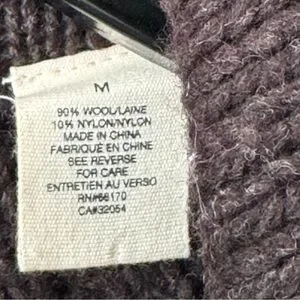 M
90% WOOL/LAINE
10% NYLON/NYLON
MADE IN CHINA
FABRIQUÉ EN CHINE
SEE REVERSE
FOR CARE
ENTRETIEN AU VERSO
RN#66170
CA#32054